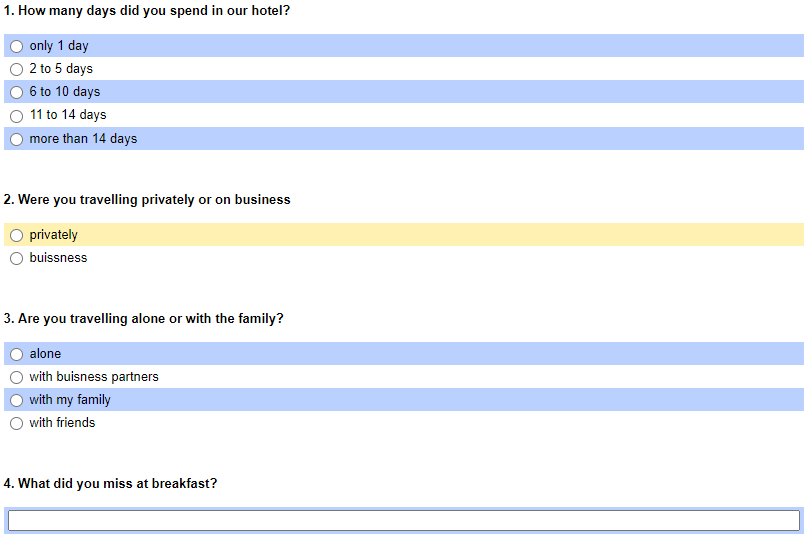 1. How many days did you spend in our hotel?
only 1 day
2 to 5 days
6 to 10 days
11 to 14 days
more than 14 days
2. Were you travelling privately or on business
privately
buissness
3. Are you travelling alone or with the family?
alone
with buisness partners
with my family
with friends
4. What did you miss at breakfast?